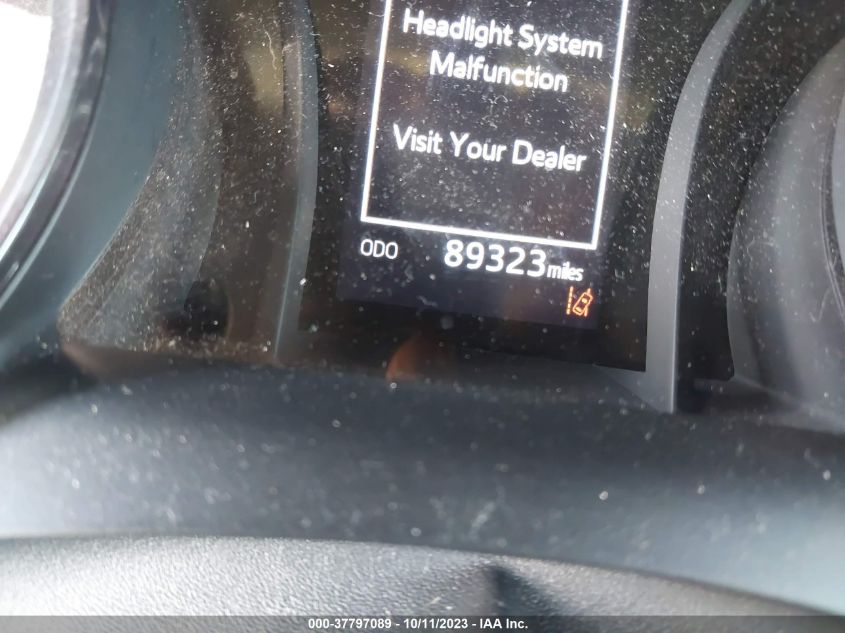 Headlight System
Malfunction
Visit Your Dealer
ODO 89323 miles
000-37797089 - 10/11/2023 - IAA Inc.